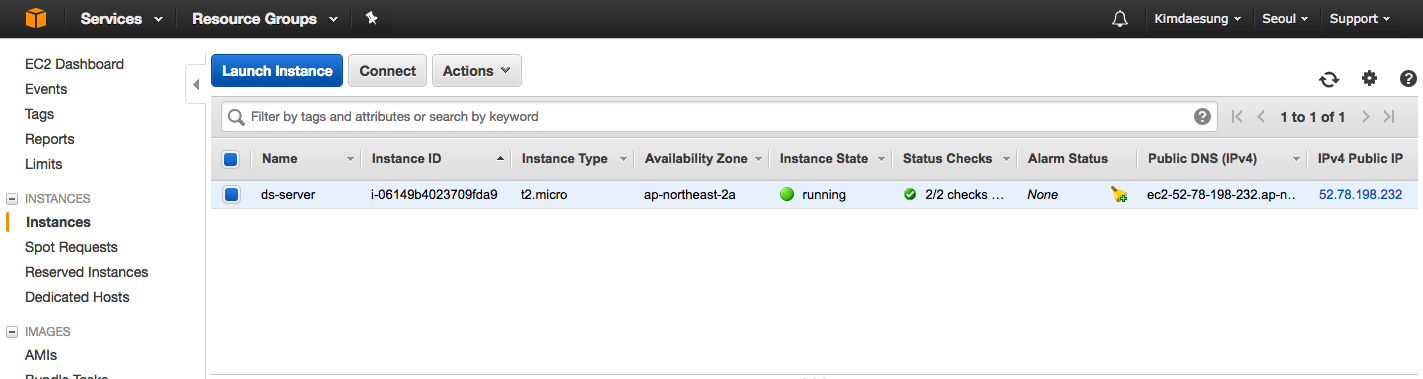 Services Resource Groups Kimdaesung Seoul Support
EC2 Dashboard
Events
Tags
Reports
Limits
INSTANCES
Instances
Spot Requests
Reserved Instances
Dedicated Hosts
IMAGES
AMIs
Bundle Tasks
Launch Instance Connect Actions
Filter by tags and attributes or search by keyword 1 to 1 of 1
Name Instance ID Instance Type Availability Zone Instance State Status Checks Alarm Status Public DNS (IPv4) IPv4 Public IP
ds-server i-06149b4023709fda9 t2.micro ap-northeast-2a running 2/2 checks ... None ec2-52-78-198-232.ap-n.. 52.78.198.232